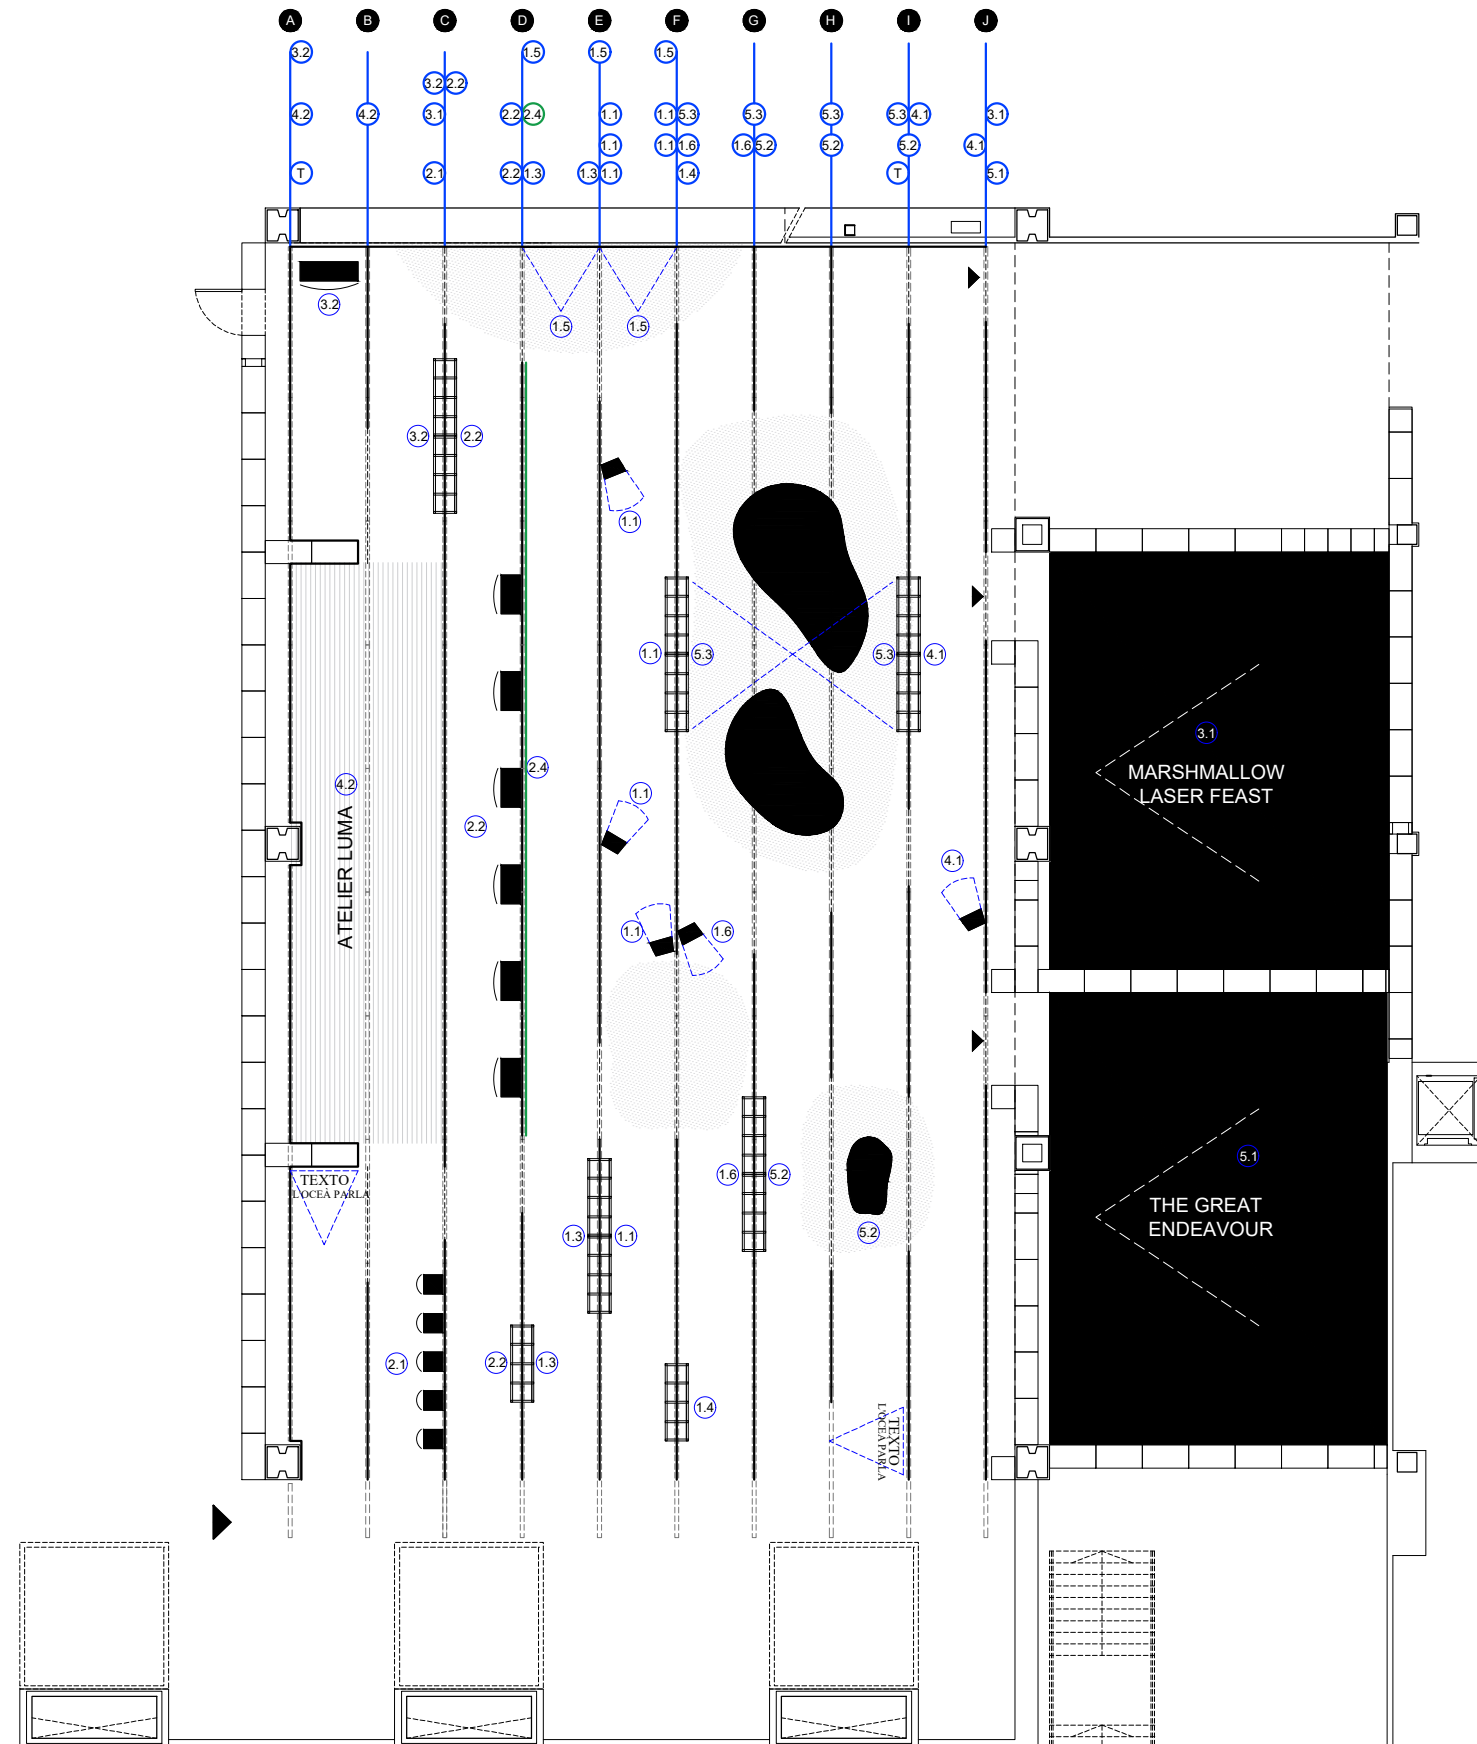 A B C D E F G H I J
3.2 1.5 1.5 1.5
3.2 2.2
4.2 4.2 3.1 2.2 2.4 1.1 1.1 5.3 5.3 5.3 5.3 4.1 3.1
1.1 1.1 1.6 1.6 5.2 5.2 5.2 4.1
T 2.1 2.2 1.3 1.3 1.1 1.4 T 5.1
3.2
1.5 1.5
3.2 2.2
1.1
1.1 5.3 5.3 4.1
3.1
MARSHMALLOW
LASER FEAST
4.2
ATELIER LUMA
2.4
2.2
1.1
4.1
1.1 1.6
5.1
THE GREAT
ENDEAVOUR
TEXTO
L'OCEÀ PARLA
1.6 5.2
5.2
1.3 1.1
2.1
2.2 1.3
1.4
TEXTO
L'OCEÀ PARLA